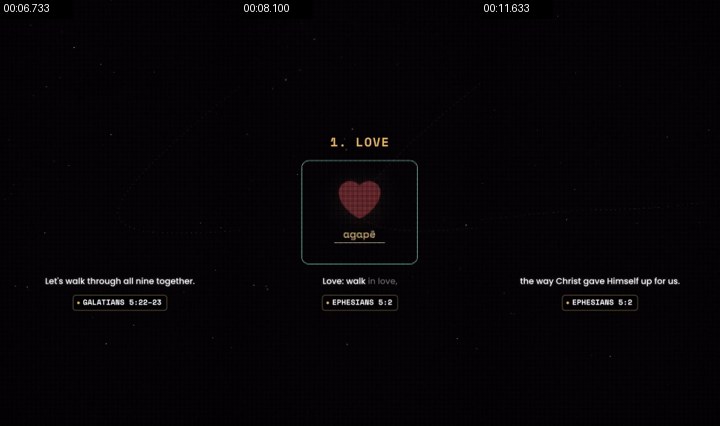 00:06.733
00:08.100
00:11.633
1. LOVE
agapē
Let's walk through all nine together.
GALATIANS 5:22–23
Love: walk in love,
EPHESIANS 5:2
the way Christ gave Himself up for us.
EPHESIANS 5:2